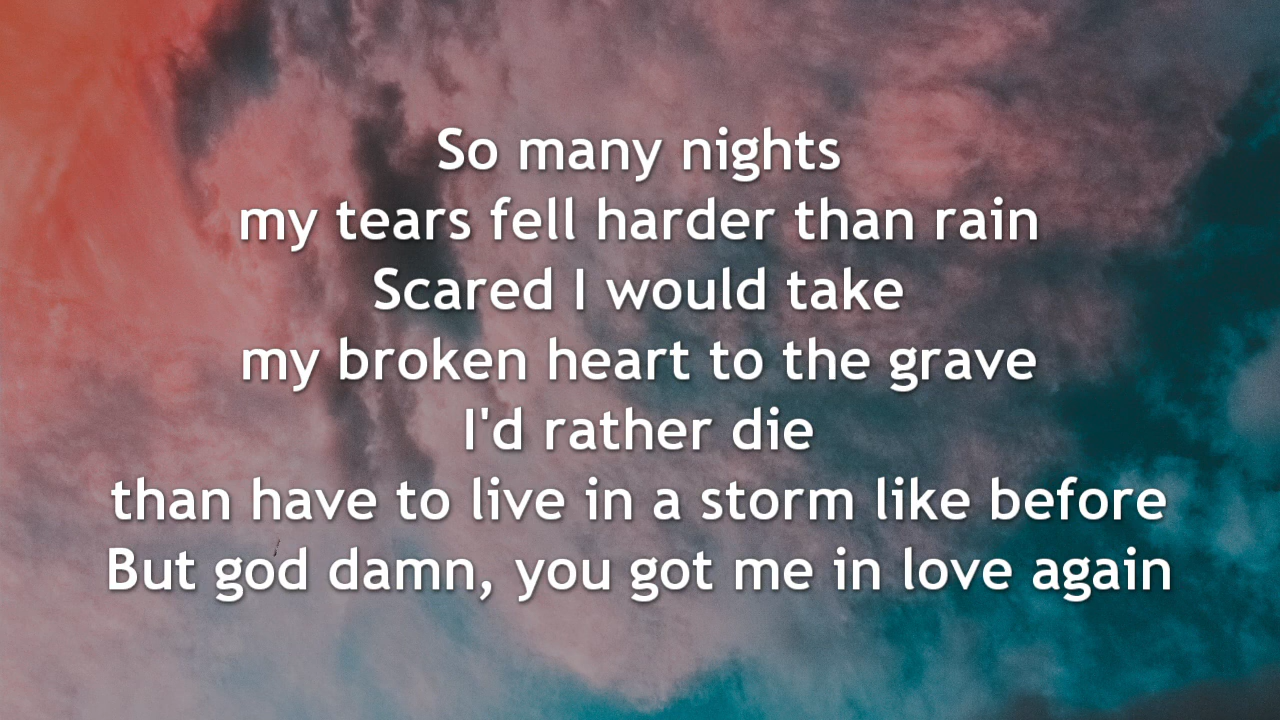 So many nights
my tears fell harder than rain
Scared I would take
my broken heart to the grave
I'd rather die
than have to live in a storm like before
But god damn, you got me in love again